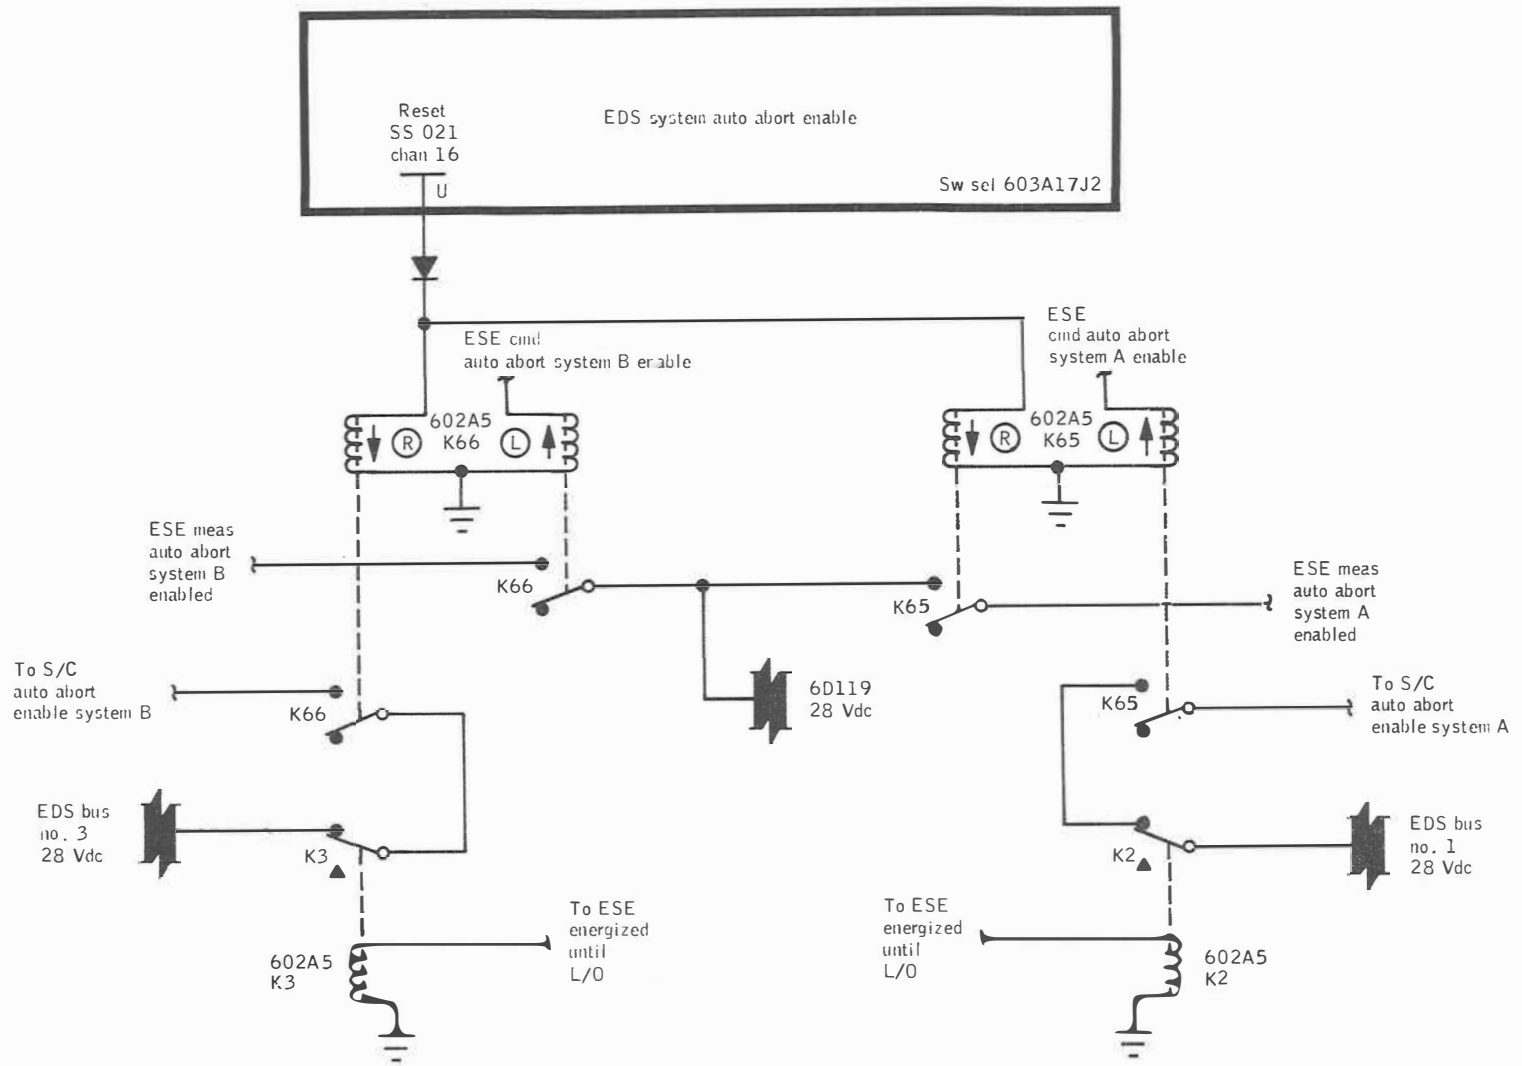 Reset
SS 021
chan 16
U
EDS system auto abort enable
Sw sel 603A17J2
ESE cmd
auto abort system B enable
ESE
cmd auto abort
system A enable
602A5
K66
R
L
602A5
K65
R
L
ESE meas
auto abort
system B
enabled
K66
K65
ESE meas
auto abort
system A
enabled
To S/C
auto abort
enable system B
K66
6D119
28 Vdc
K65
To S/C
auto abort
enable system A
EDS bus
no. 3
28 Vdc
K3
K2
EDS bus
no. 1
28 Vdc
To ESE
energized
until
L/O
To ESE
energized
until
L/O
602A5
K3
602A5
K2